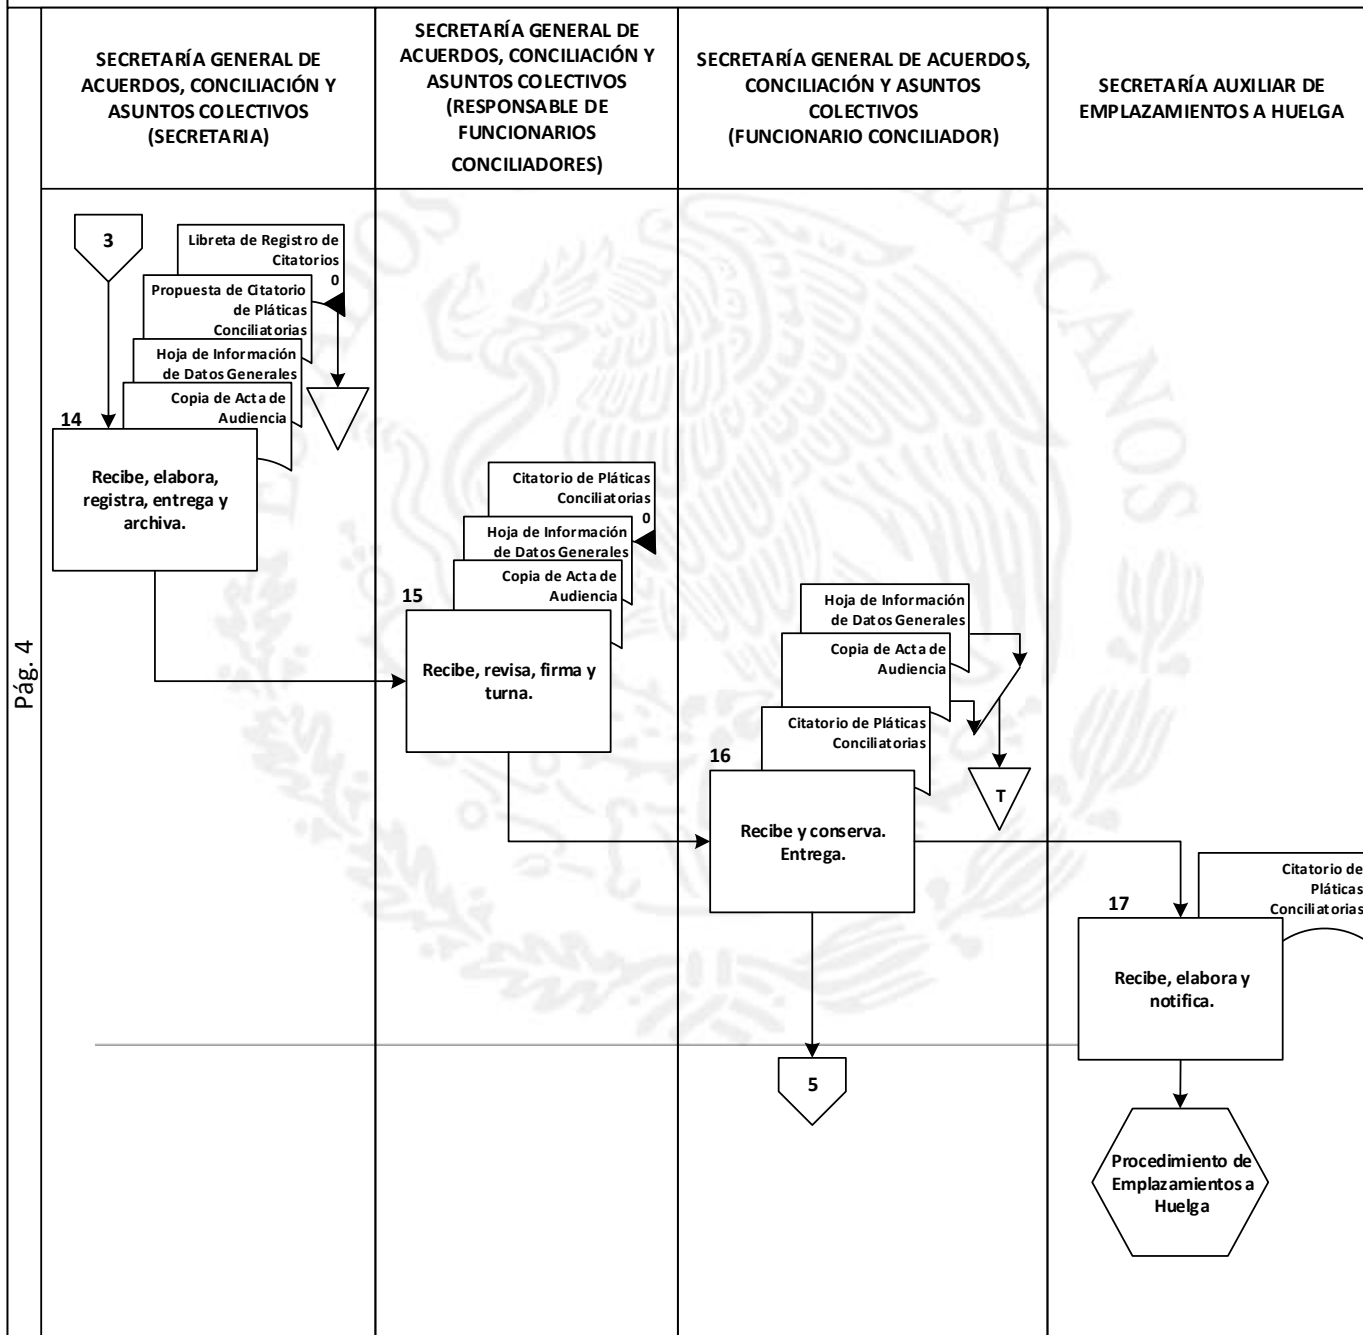 SECRETARÍA GENERAL DE
ACUERDOS, CONCILIACIÓN Y
ASUNTOS COLECTIVOS
(SECRETARIA)
SECRETARÍA GENERAL DE
ACUERDOS, CONCILIACIÓN Y
ASUNTOS COLECTIVOS
(RESPONSABLE DE
FUNCIONARIOS
CONCILIADORES)
SECRETARÍA GENERAL DE ACUERDOS,
CONCILIACIÓN Y ASUNTOS
COLECTIVOS
(FUNCIONARIO CONCILIADOR)
SECRETARÍA AUXILIAR DE
EMPLAZAMIENTOS A HUELGA
Pág. 4
3
Libreta de Registro de
Citatorios
0
Propuesta de Citatorio
de Pláticas
Conciliatorias
Hoja de Información
de Datos Generales
Copia de Acta de
Audiencia
14
Recibe, elabora,
registra, entrega y
archiva.
Citatorio de Pláticas
Conciliatorias
0
Hoja de Información
de Datos Generales
Copia de Acta de
Audiencia
15
Recibe, revisa, firma y
turna.
Hoja de Información
de Datos Generales
Copia de Acta de
Audiencia
Citatorio de Pláticas
Conciliatorias
T
16
Recibe y conserva.
Entrega.
5
Citatorio de
Pláticas
Conciliatorias
17
Recibe, elabora y
notifica.
Procedimiento de
Emplazamientos a
Huelga
EXICANOS